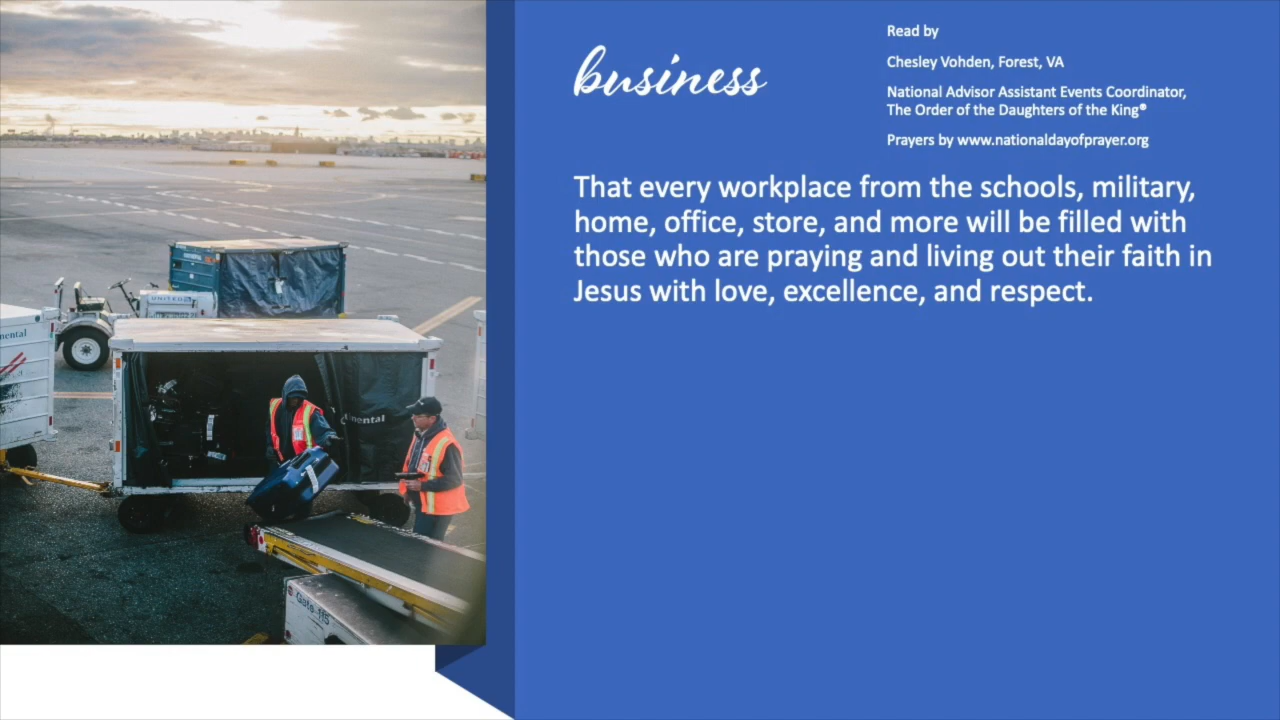 business
Read by
Chesley Vohden, Forest, VA
National Advisor Assistant Events Coordinator,
The Order of the Daughters of the King®
Prayers by www.nationaldayofprayer.org
That every workplace from the schools, military,
home, office, store, and more will be filled with
those who are praying and living out their faith in
Jesus with love, excellence, and respect.
UNITED
Gate 115